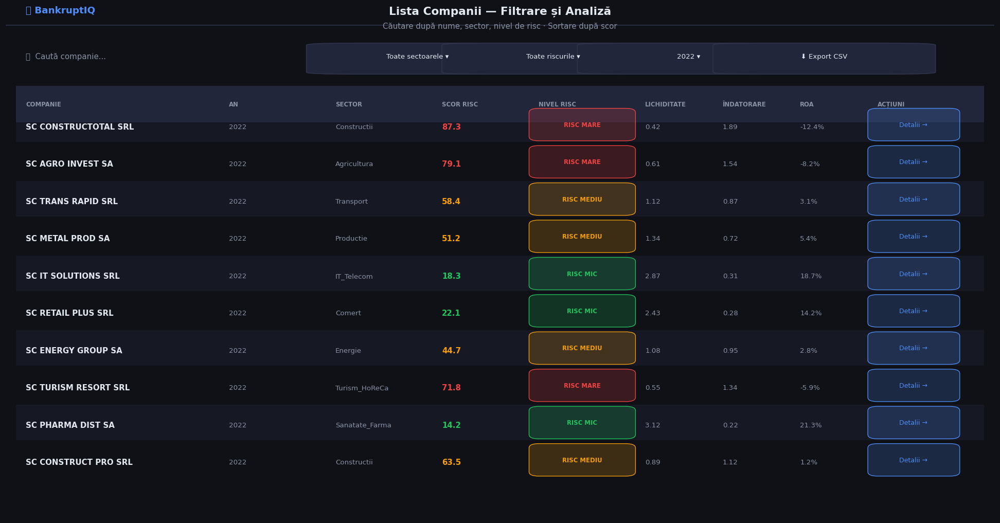 BankruptIQ
Lista Companii — Filtrare și Analiză
Căutare după nume, sector, nivel de risc · Sortare după scor
Caută companie...
Toate sectoarele ▾
Toate riscurile ▾
2022 ▾
⬇ Export CSV
COMPANIE AN SECTOR SCOR RISC NIVEL RISC LICHIDITATE ÎNDATORARE ROA ACȚIUNI
SC CONSTRUCTOTAL SRL 2022 Constructii 87.3 RISC MARE 0.42 1.89 -12.4% Detalii →
SC AGRO INVEST SA 2022 Agricultura 79.1 RISC MARE 0.61 1.54 -8.2% Detalii →
SC TRANS RAPID SRL 2022 Transport 58.4 RISC MEDIU 1.12 0.87 3.1% Detalii →
SC METAL PROD SA 2022 Productie 51.2 RISC MEDIU 1.34 0.72 5.4% Detalii →
SC IT SOLUTIONS SRL 2022 IT_Telecom 18.3 RISC MIC 2.87 0.31 18.7% Detalii →
SC RETAIL PLUS SRL 2022 Comert 22.1 RISC MIC 2.43 0.28 14.2% Detalii →
SC ENERGY GROUP SA 2022 Energie 44.7 RISC MEDIU 1.08 0.95 2.8% Detalii →
SC TURISM RESORT SRL 2022 Turism_HoReCa 71.8 RISC MARE 0.55 1.34 -5.9% Detalii →
SC PHARMA DIST SA 2022 Sanatate_Farma 14.2 RISC MIC 3.12 0.22 21.3% Detalii →
SC CONSTRUCT PRO SRL 2022 Constructii 63.5 RISC MEDIU 0.89 1.12 1.2% Detalii →